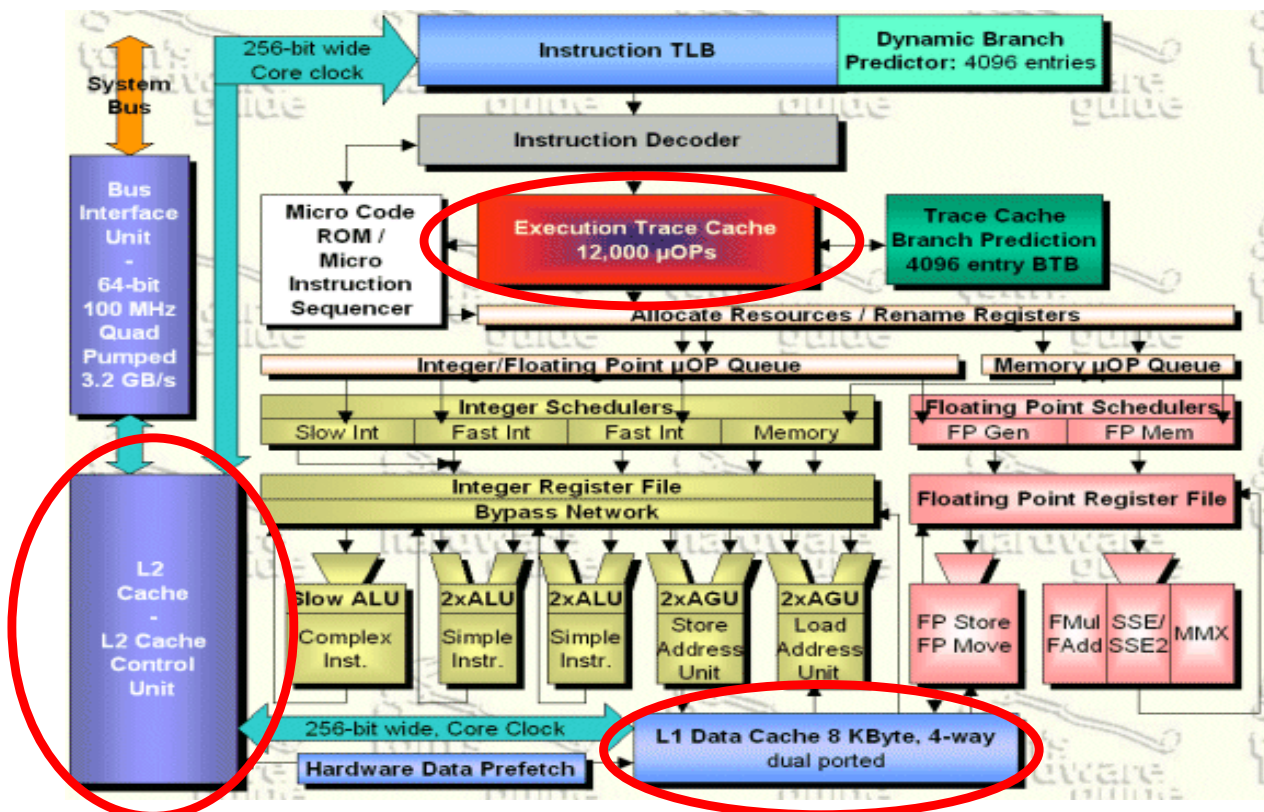 256-bit wide
Core clock
Instruction TLB
Dynamic Branch
Predictor: 4096 entries
System
Bus
Instruction Decoder
Bus
Interface
Unit
-
64-bit
100 MHz
Quad
Pumped
3.2 GB/s
Micro Code
ROM /
Micro
Instruction
Sequencer
Execution Trace Cache
12,000 µOPs
Trace Cache
Branch Prediction
4096 entry BTB
Allocate Resources / Rename Registers
Integer/Floating Point µOP Queue
Memory µOP Queue
Integer Schedulers
Slow Int
Fast Int
Fast Int
Memory
Floating Point Schedulers
FP Gen
FP Mem
Integer Register File
Bypass Network
Floating Point Register File
L2
Cache
-
L2 Cache
Control
Unit
Slow ALU
Complex
Inst.
2xALU
Simple
Instr.
2xALU
Simple
Instr.
2xAGU
Store
Address
Unit
2xAGU
Load
Address
Unit
FP Store
FP Move
FMul
FAdd
SSE/
SSE2
MMX
256-bit wide, Core Clock
L1 Data Cache 8 KByte, 4-way
dual ported
Hardware Data Prefetch